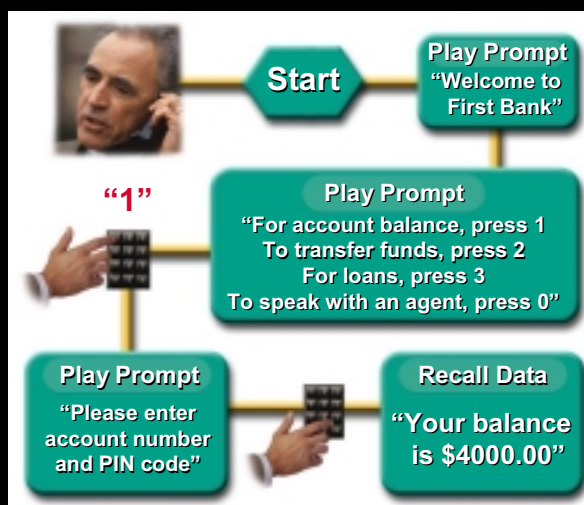 Start
Play Prompt
“Welcome to
First Bank”
“1”
Play Prompt
“For account balance, press 1
To transfer funds, press 2
For loans, press 3
To speak with an agent, press 0”
Play Prompt
“Please enter
account number
and PIN code”
Recall Data
“Your balance
is $4000.00”